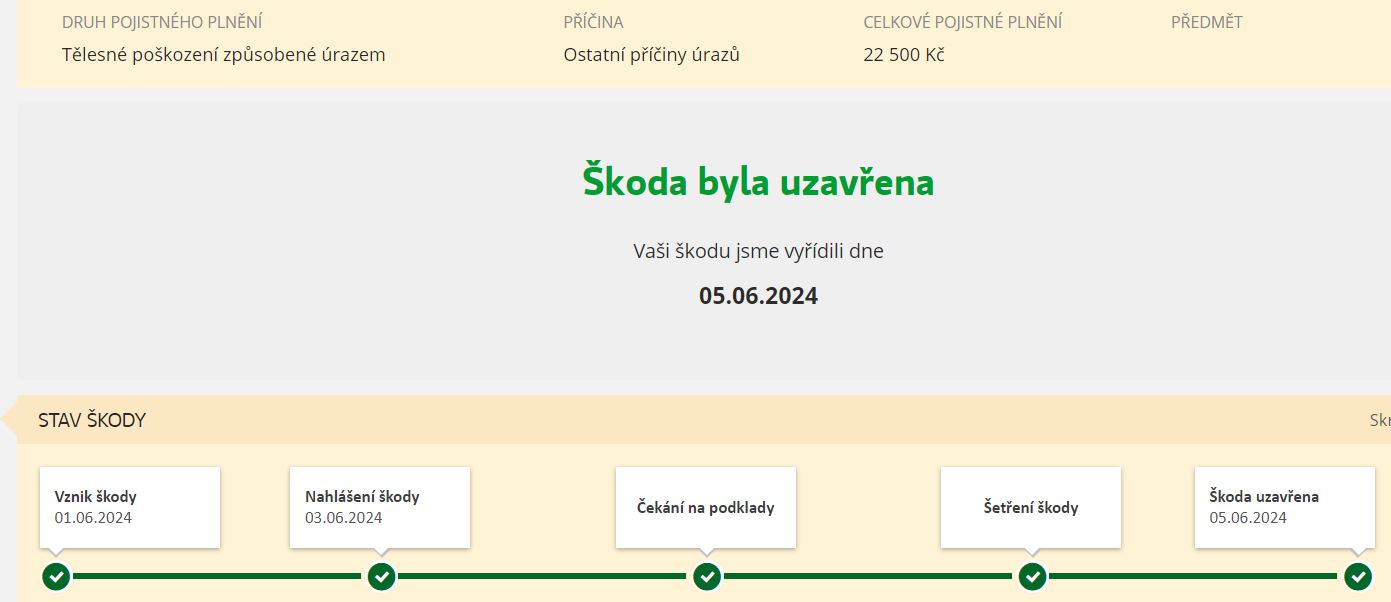 DRUH POJISTNÉHO PLNĚNÍ PŘÍČINA CELKOVÉ POJISTNÉ PLNĚNÍ PŘEDMĚT
Tělesné poškození způsobené úrazem Ostatní příčiny úrazů 22 500 Kč
Škoda byla uzavřena
Vaši škodu jsme vyřídili dne
05.06.2024
STAV ŠKODY
Vznik škody
01.06.2024
Nahlášení škody
03.06.2024
Čekání na podklady
Šetření škody
Škoda uzavřena
05.06.2024